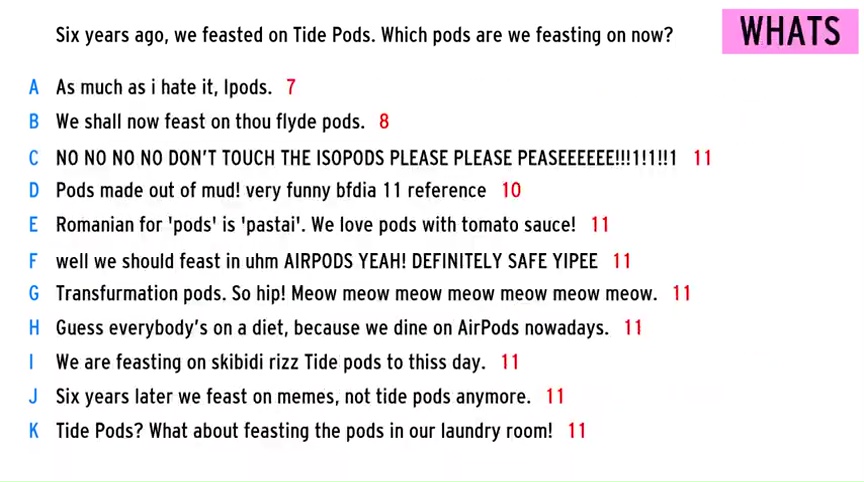 Six years ago, we feasted on Tide Pods. Which pods are we feasting on now?
WHATS
A As much as i hate it, Ipods. 7
B We shall now feast on thou flyde pods. 8
C NO NO NO NO DON'T TOUCH THE ISOPODS PLEASE PLEASE PEASEEEEEE!!!1!1!!1 11
D Pods made out of mud! very funny bfdia 11 reference 10
E Romanian for 'pods' is 'pastai'. We love pods with tomato sauce! 11
F well we should feast in uhm AIRPODS YEAH! DEFINITELY SAFE YIPEE 11
G Transfurmation pods. So hip! Meow meow meow meow meow meow meow. 11
H Guess everybody's on a diet, because we dine on AirPods nowadays. 11
I We are feasting on skibidi rizz Tide pods to thiss day. 11
J Six years later we feast on memes, not tide pods anymore. 11
K Tide Pods? What about feasting the pods in our laundry room! 11